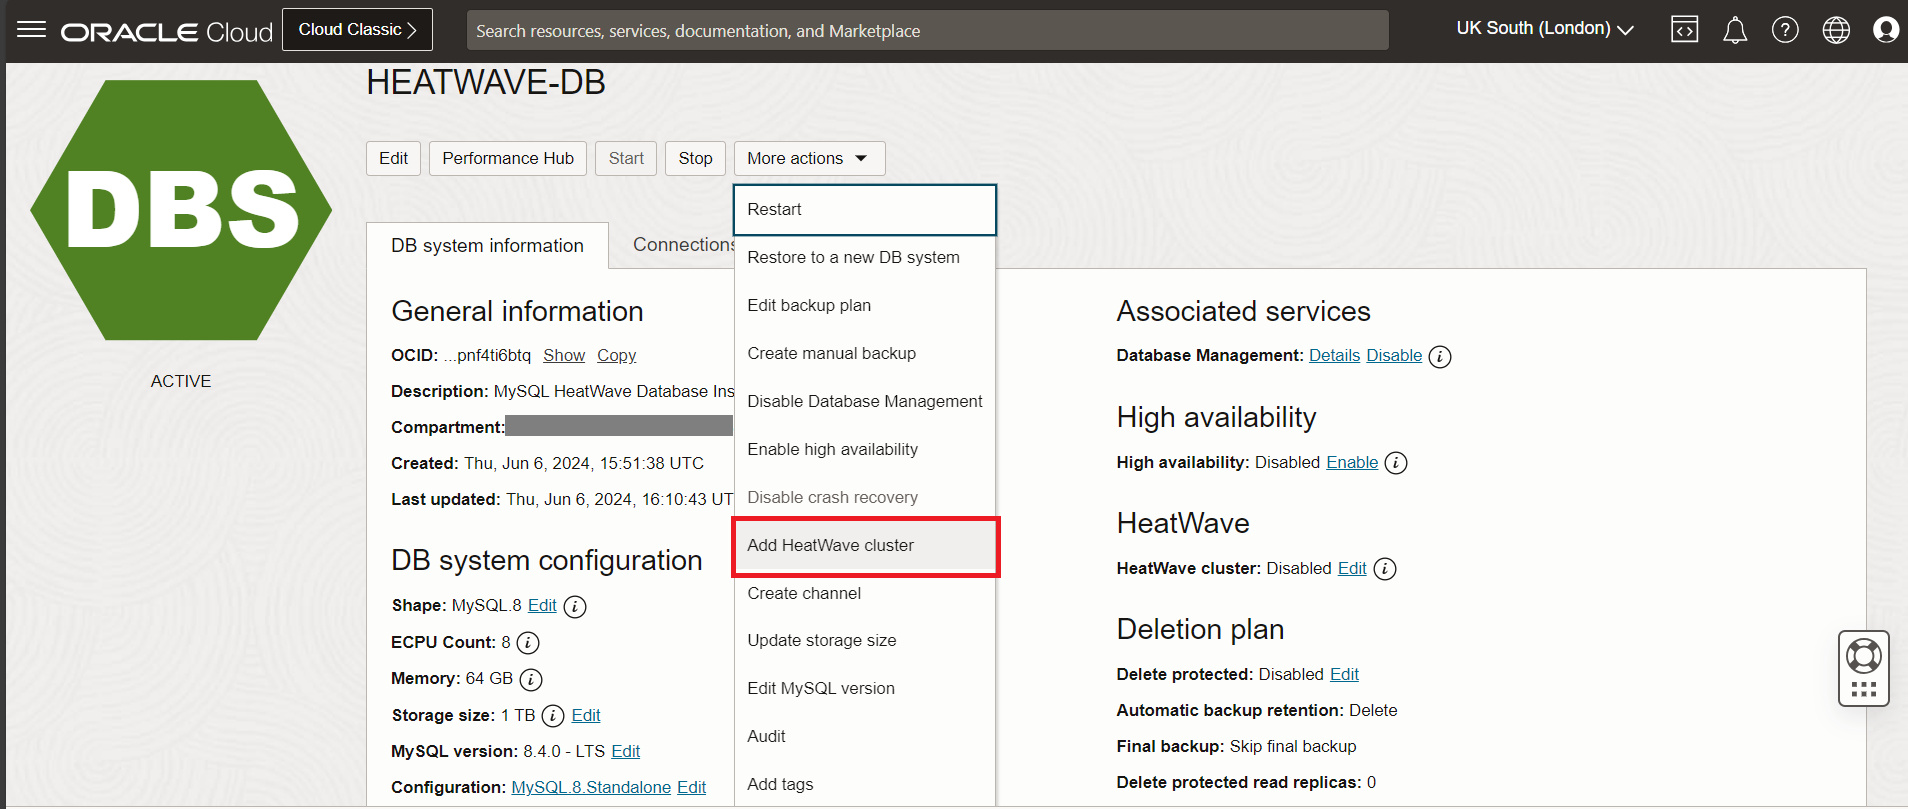 ORACLE Cloud
Cloud Classic
Search resources, services, documentation, and Marketplace
UK South (London)
HEATWAVE-DB
DBS
ACTIVE
Edit
Performance Hub
Start
Stop
More actions
Restart
Restore to a new DB system
Edit backup plan
Create manual backup
Disable Database Management
Enable high availability
Disable crash recovery
Add HeatWave cluster
Create channel
Update storage size
Edit MySQL version
Audit
Add tags
DB system information
Connections
General information
OCID: ...pnf4ti6btq Show Copy
Description: MySQL HeatWave Database Ins
Compartment:
Created: Thu, Jun 6, 2024, 15:51:38 UTC
Last updated: Thu, Jun 6, 2024, 16:10:43 UT
DB system configuration
Shape: MySQL.8 Edit
ECPU Count: 8
Memory: 64 GB
Storage size: 1 TB Edit
MySQL version: 8.4.0 - LTS Edit
Configuration: MySQL.8.Standalone Edit
Associated services
Database Management: Details Disable
High availability
High availability: Disabled Enable
HeatWave
HeatWave cluster: Disabled Edit
Deletion plan
Delete protected: Disabled Edit
Automatic backup retention: Delete
Final backup: Skip final backup
Delete protected read replicas: 0